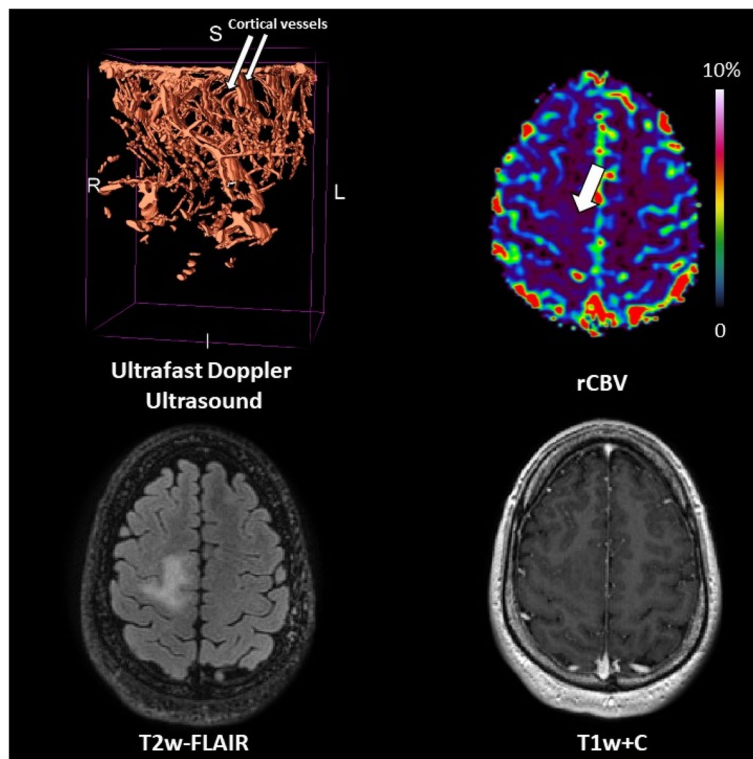 Cortical vessels
S
R
L
I
10%
0
Ultrafast Doppler
Ultrasound
rCBV
T2w-FLAIR
T1w+C